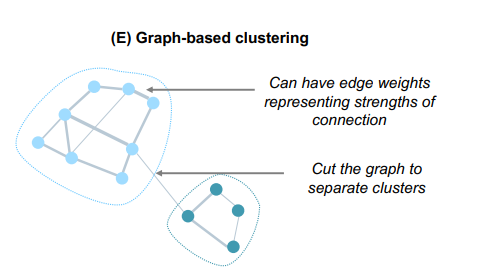 (E) Graph-based clustering
Can have edge weights
representing strengths of
connection
Cut the graph to
separate clusters